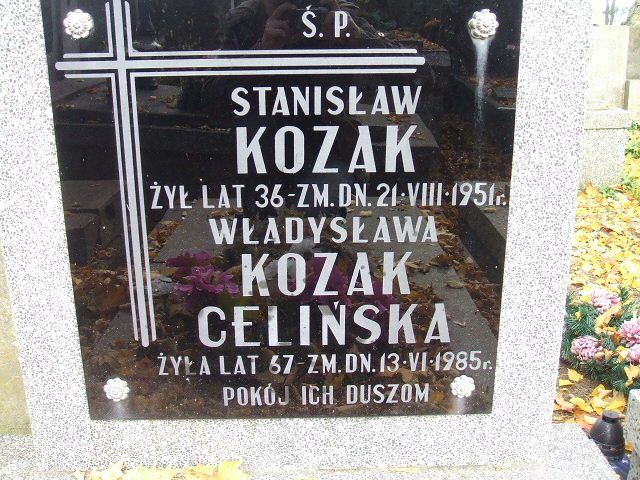 Ś. P.
STANISŁAW
KOZAK
ŻYŁ LAT 36-ZM. DN. 21·VIII·1951r.
WŁADYSŁAWA
KOZAK
CELIŃSKA
ŻYŁA LAT 67-ZM. DN. 13-VI-1985r.
POKÓJ ICH DUSZOM